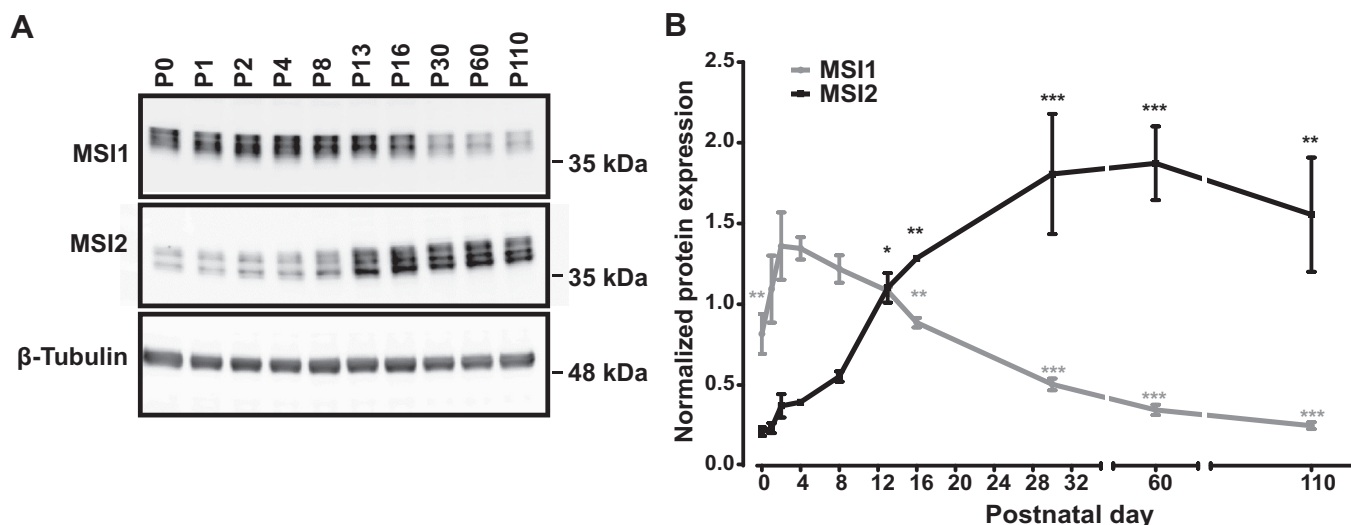 A
P0 P1 P2 P4 P8 P13 P16 P30 P60 P110
MSI1
35 kDa
MSI2
35 kDa
β-Tubulin
48 kDa
B
Normalized protein expression
2.5
2.0
1.5
1.0
0.5
0.0
MSI1
MSI2
***
***
**
*
**
**
**
***
***
***
0 4 8 12 16 20 24 28 32 60 110
Postnatal day